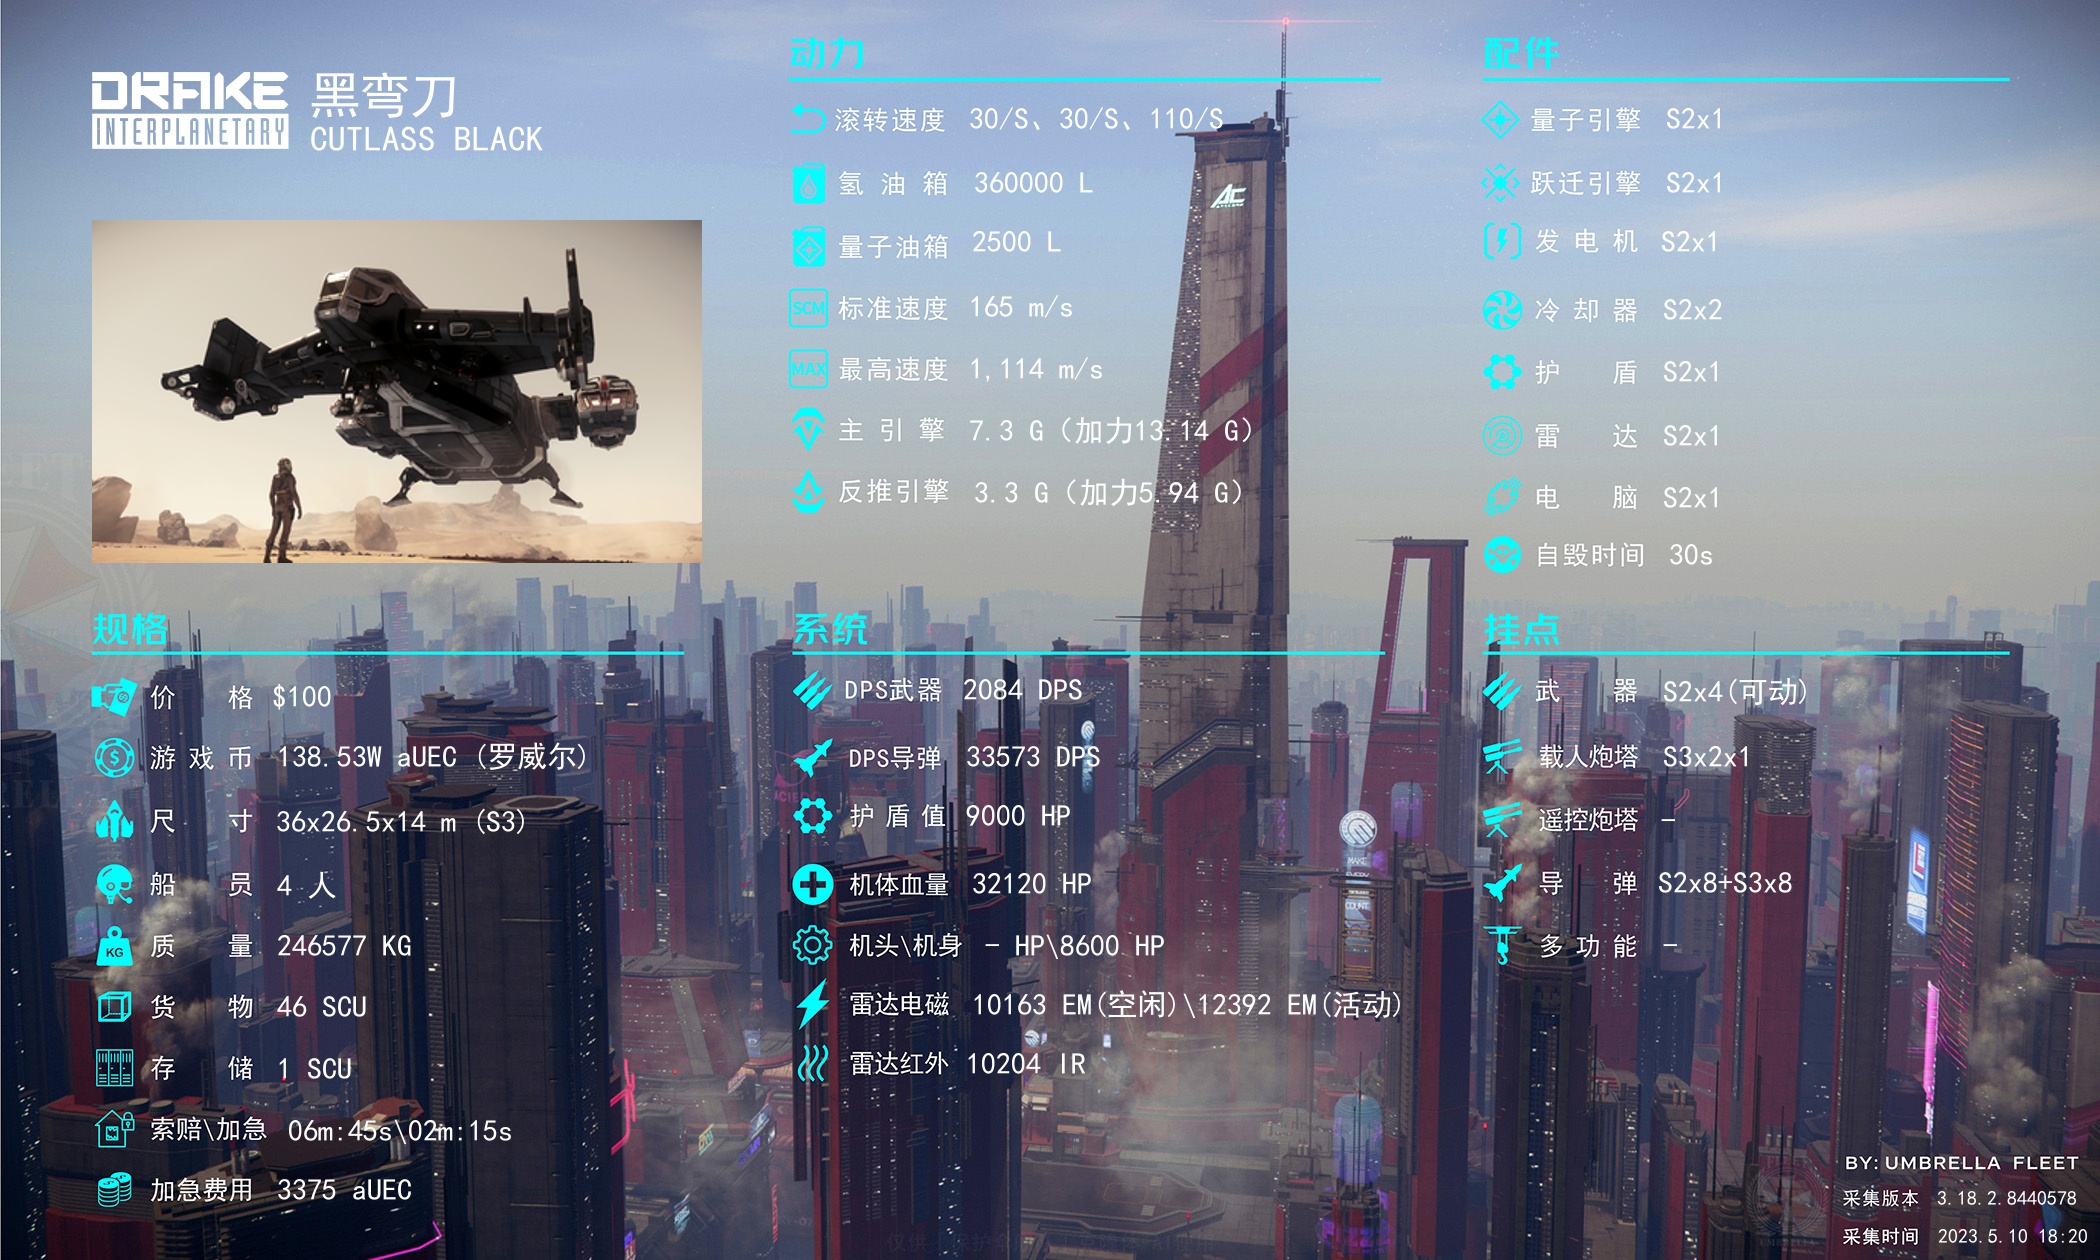 DRAKE
INTERPLANETARY
黑弯刀
CUTLASS BLACK
动力
滚转速度 30/S、30/S、110/S
氢油箱 360000 L
量子油箱 2500 L
SCM 标准速度 165 m/s
MAX 最高速度 1,114 m/s
主引擎 7.3 G（加力13.14 G）
反推引擎 3.3 G（加力5.94 G）
配件
量子引擎 S2x1
跃迁引擎 S2x1
发电机 S2x1
冷却器 S2x2
护盾 S2x1
雷达 S2x1
电脑 S2x1
自毁时间 30s
AC
规格
价格 $100
游戏币 138.53W aUEC (罗威尔)
尺寸 36x26.5x14 m (S3)
船员 4 人
KG 质量 246577 KG
货物 46 SCU
存储 1 SCU
索赔\加急 06m:45s\02m:15s
加急费用 3375 aUEC
系统
DPS武器 2084 DPS
DPS导弹 33573 DPS
护盾值 9000 HP
机体血量 32120 HP
机头\机身 - HP\8600 HP
雷达电磁 10163 EM(空闲)\12392 EM(活动)
雷达红外 10204 IR
挂点
武器 S2x4(可动)
载人炮塔 S3x2x1
遥控炮塔 -
导弹 S2x8+S3x8
多功能 -
MAKE
EVERY
COUNT
BY: UMBRELLA FLEET
采集版本 3.18.2.8440578
采集时间 2023.5.10 18:20